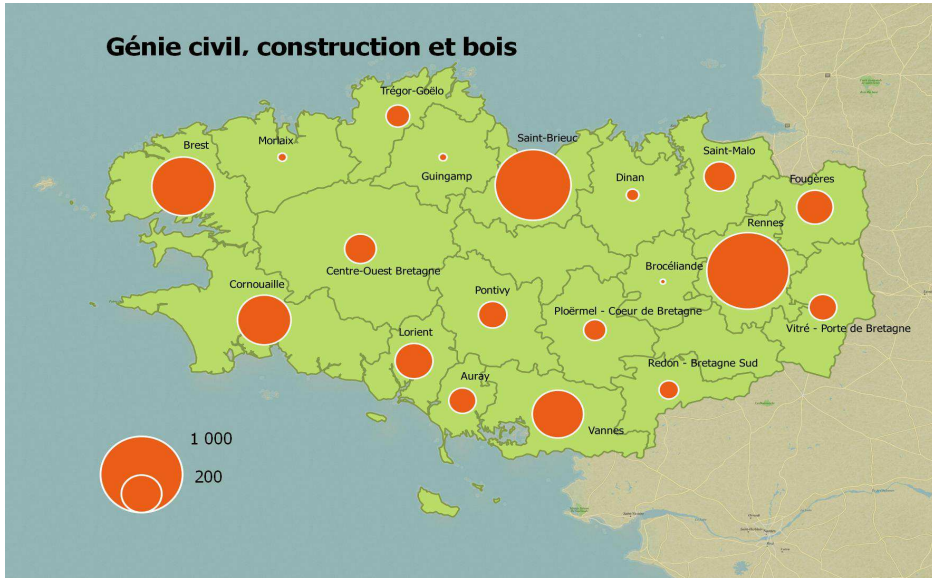 Génie civil, construction et bois
Trégor-Goëlo
Saint-Brieuc
Morlaix
Brest
Saint-Malo
Guingamp
Dinan
Fougères
Rennes
Centre-Ouest Bretagne
Brocéliande
Cornouaille
Pontivy
Ploërmel - Coeur de Bretagne
Vitré - Porte de Bretagne
Lorient
Redon - Bretagne Sud
Auray
Vannes
1 000
200